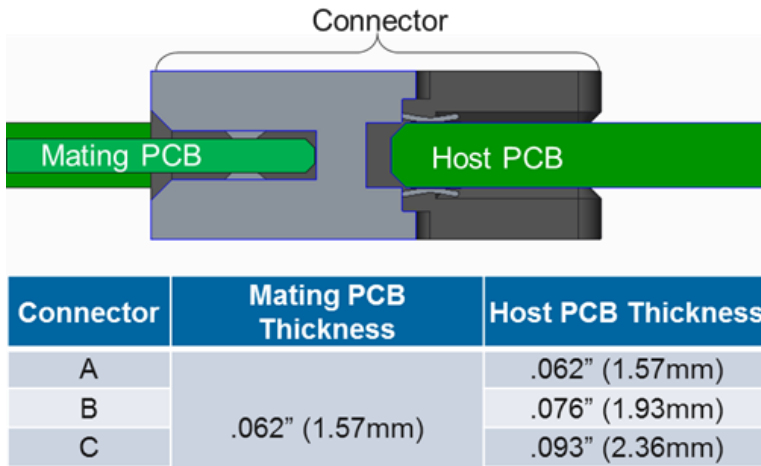 Connector
Mating PCB
Host PCB
Connector
Mating PCB
Thickness
Host PCB Thickness
A
.062” (1.57mm)
.062” (1.57mm)
B
.076” (1.93mm)
C
.093” (2.36mm)